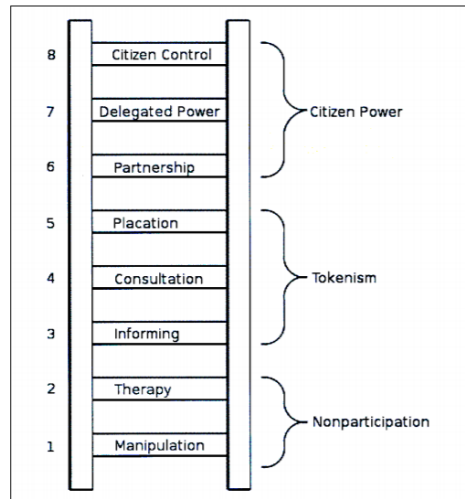 8 Citizen Control
7 Delegated Power
Citizen Power
6 Partnership
5 Placation
4 Consultation
Tokenism
3 Informing
2 Therapy
Nonparticipation
1 Manipulation